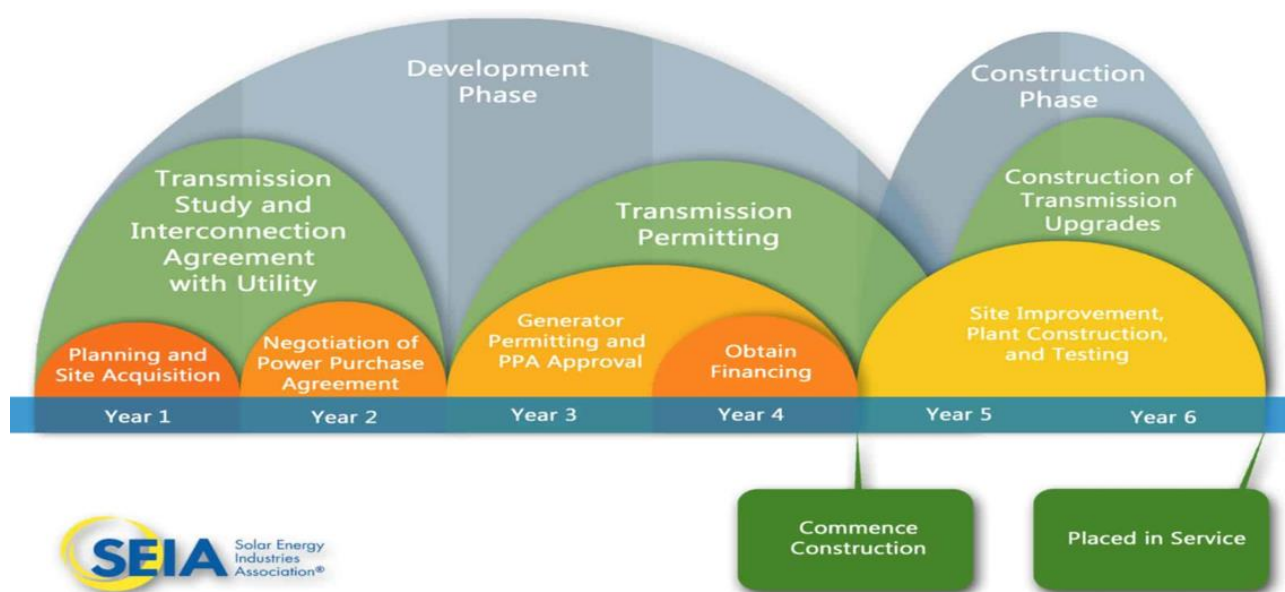 Development
Phase
Construction
Phase
Transmission
Study and
Interconnection
Agreement
with Utility
Transmission
Permitting
Construction of
Transmission
Upgrades
Planning and
Site Acquisition
Negotiation of
Power Purchase
Agreement
Generator
Permitting and
PPA Approval
Obtain
Financing
Site Improvement,
Plant Construction,
and Testing
Year 1
Year 2
Year 3
Year 4
Year 5
Year 6
Commence
Construction
Placed in Service
SEIA
Solar Energy
Industries
Association®